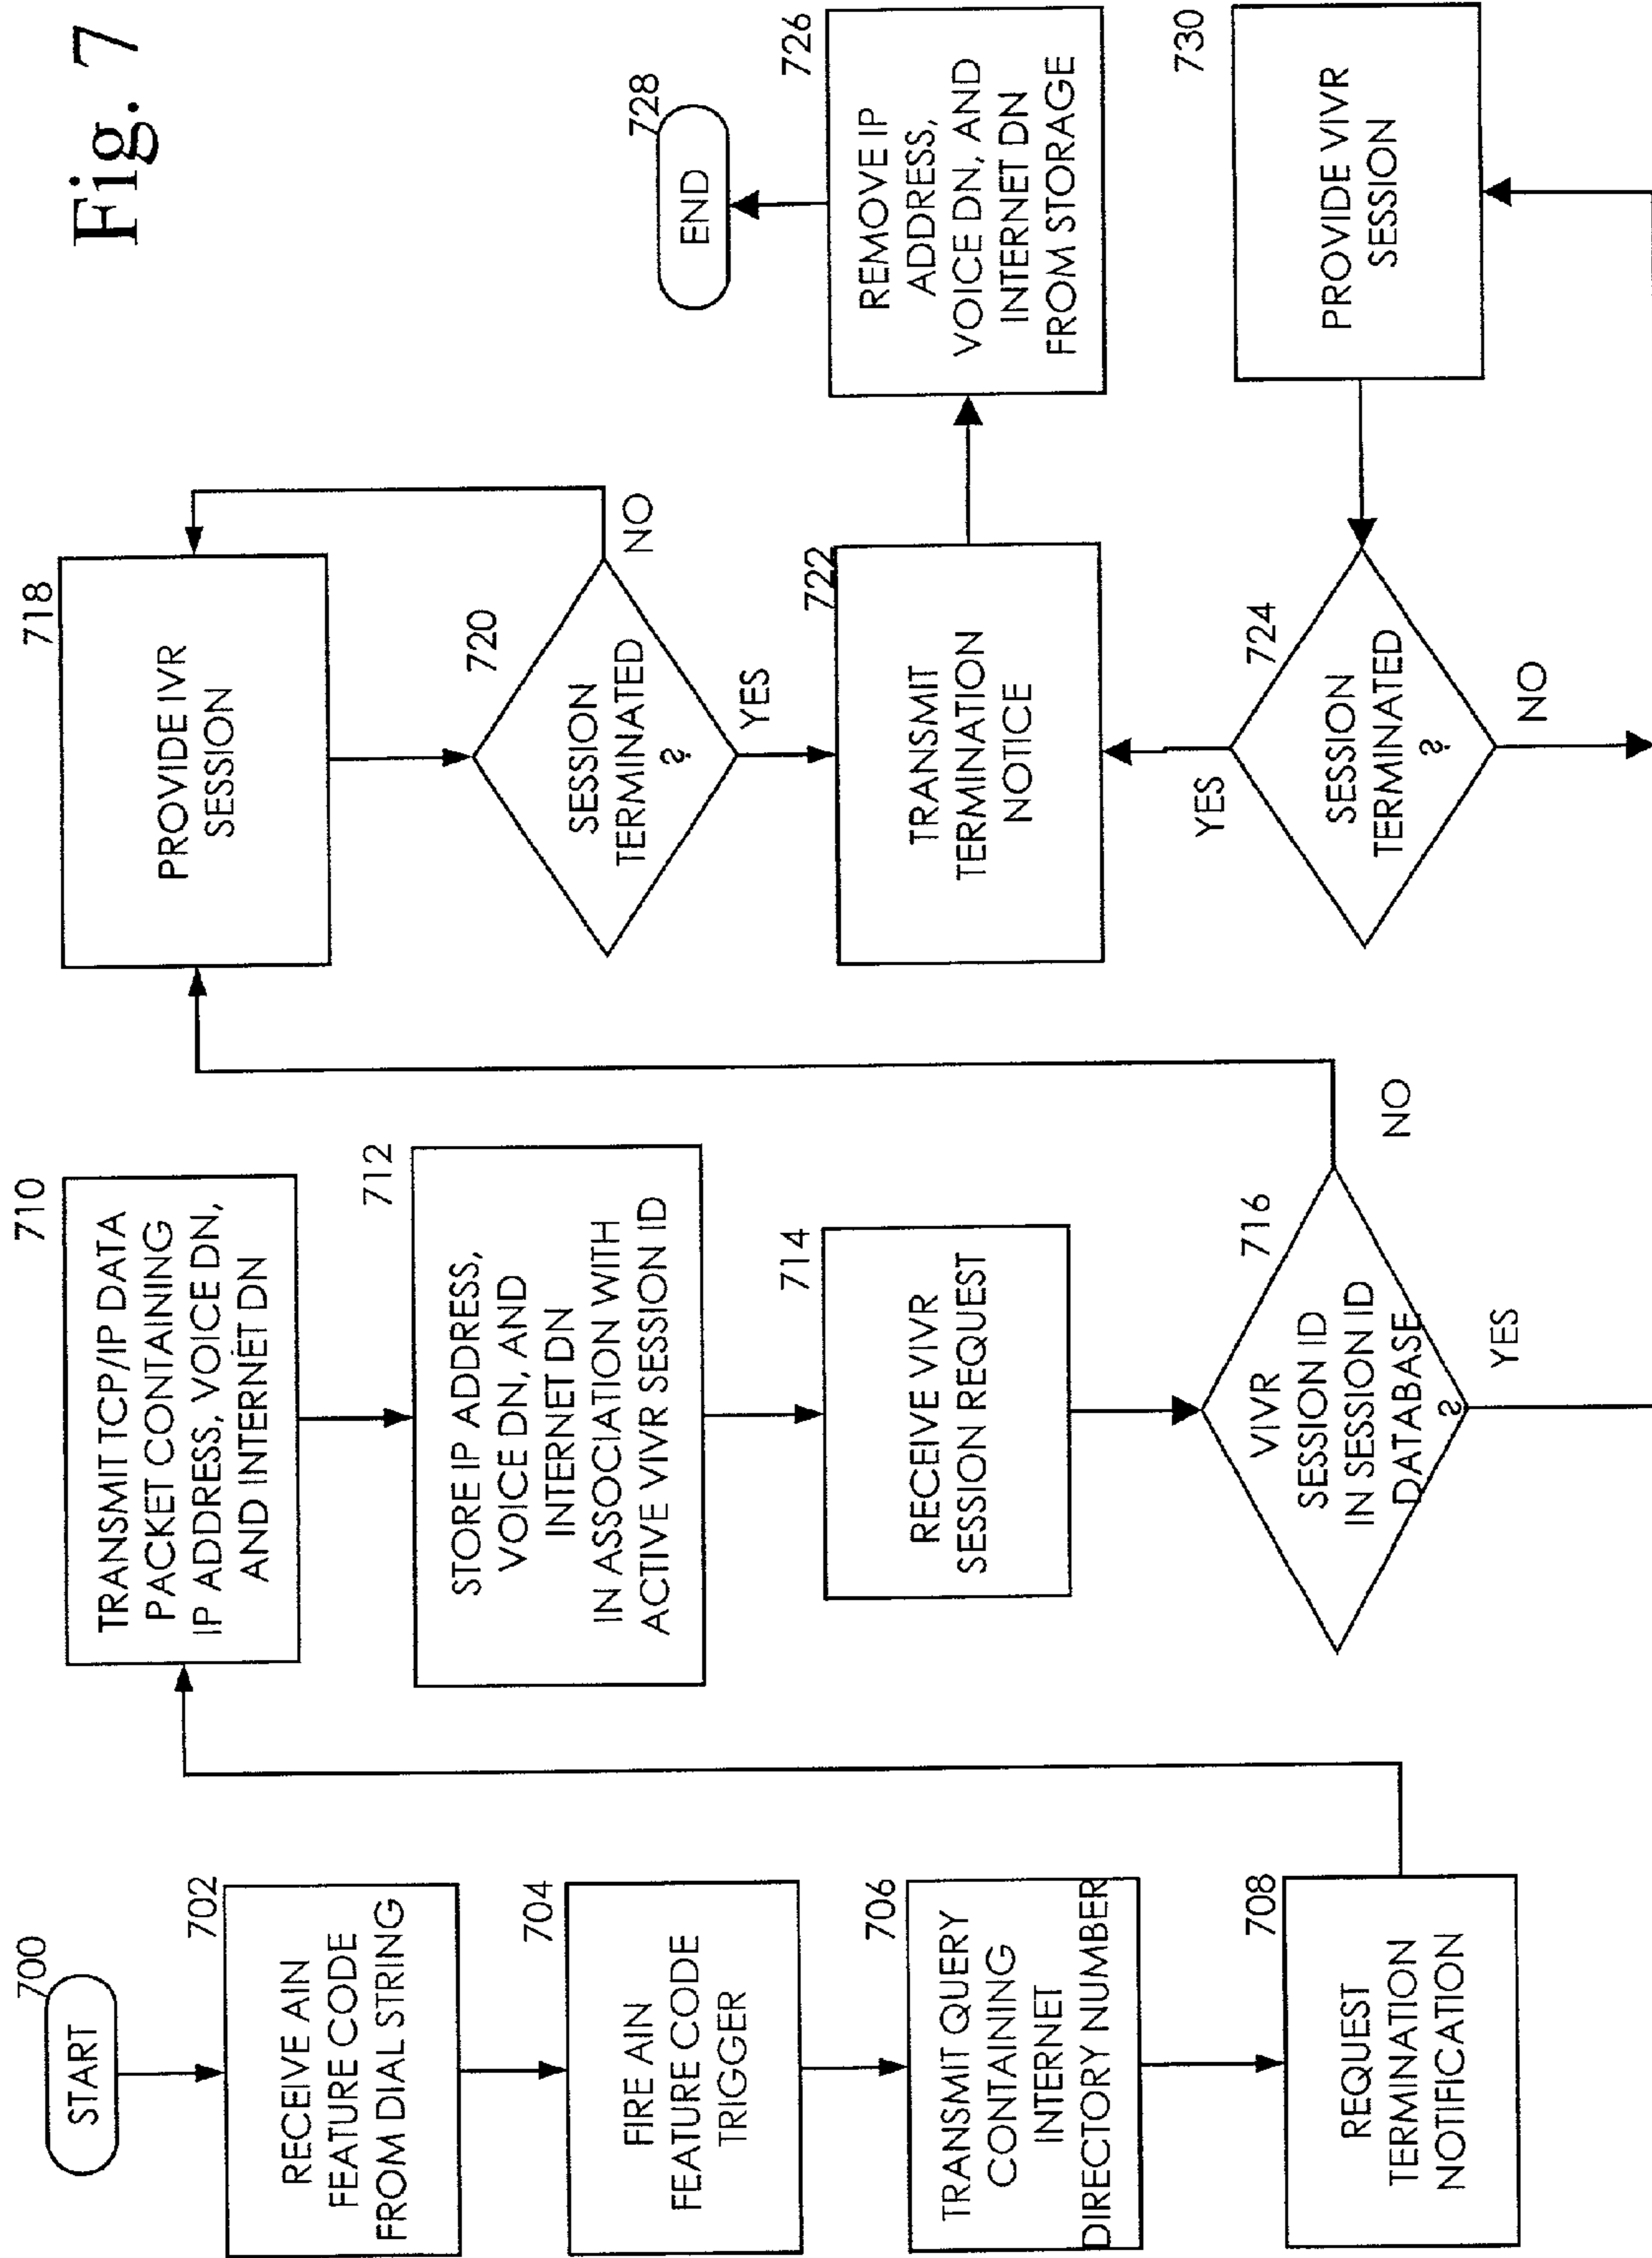 Fig. 7
700
START
702
RECEIVE AIN
FEATURE CODE
FROM DIAL STRING
704
FIRE AIN
FEATURE CODE
TRIGGER
706
TRANSMIT QUERY
CONTAINING
INTERNET
DIRECTORY NUMBER
708
REQUEST
TERMINATION
NOTIFICATION
710
TRANSMIT TCP/IP DATA
PACKET CONTAINING
IP ADDRESS, VOICE DN,
AND INTERNET DN
712
STORE IP ADDRESS,
VOICE DN, AND
INTERNET DN
IN ASSOCIATION WITH
ACTIVE VIVR SESSION ID
714
RECEIVE VIVR
SESSION REQUEST
716
VIVR
SESSION ID
IN SESSION ID
DATABASE
?
NO
YES
718
PROVIDE IVR
SESSION
720
SESSION
TERMINATED
?
NO
YES
722
TRANSMIT
TERMINATION
NOTICE
YES
724
SESSION
TERMINATED
?
NO
728
END
726
REMOVE IP
ADDRESS,
VOICE DN, AND
INTERNET DN
FROM STORAGE
730
PROVIDE VIVR
SESSION